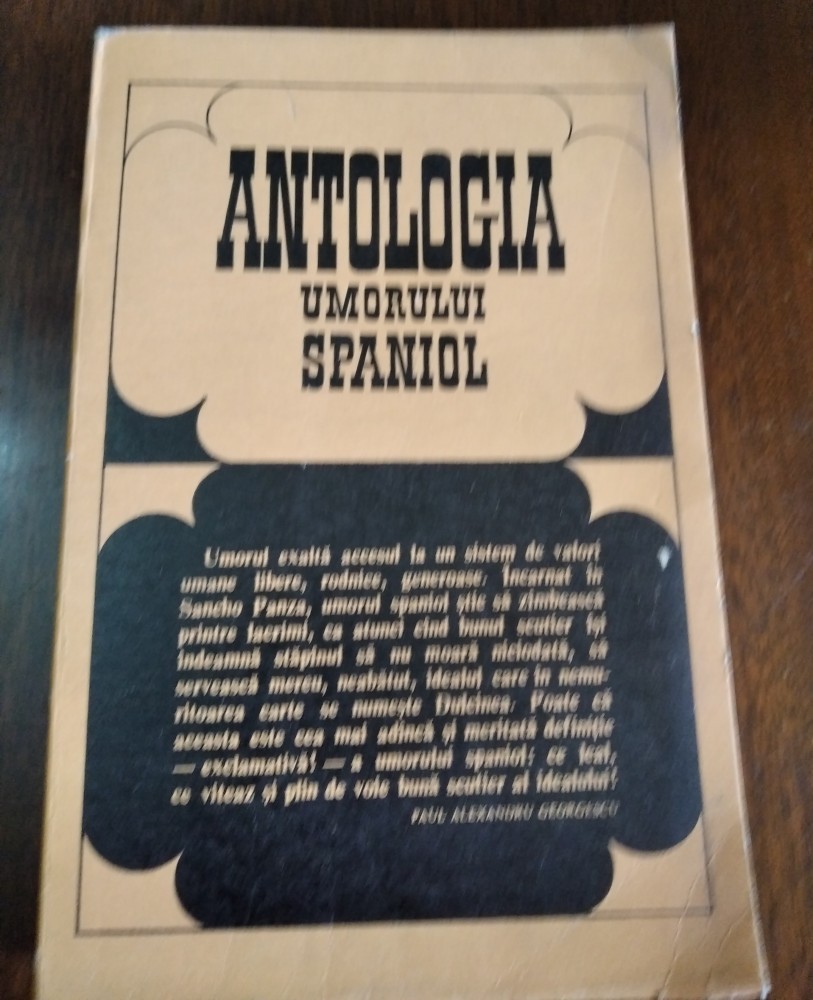 ANTOLOGIA
UMORULUI
SPANIOL
Umorul exaltă accesul la un sistem de valori
umane libere, rodnice, generoase. Incarnat în
Sancho Panza, umorul spaniol știe să zîmbească
printre lacrimi, ca atunci cînd bunul scutier își
îndeamnă stăpînul să nu moară niciodată, că
servească mereu, neabătut, idealul care în nemu-
ritoarea carte se numește Dulcinea. Poate că
aceasta este cea mai adîncă și meritată definiție
— exclamativă! — a umorului spaniol: ce leal,
ce viteaz și plin de voie bună scutier al idealului!
PAUL ALEXANDRU GEORGESCU